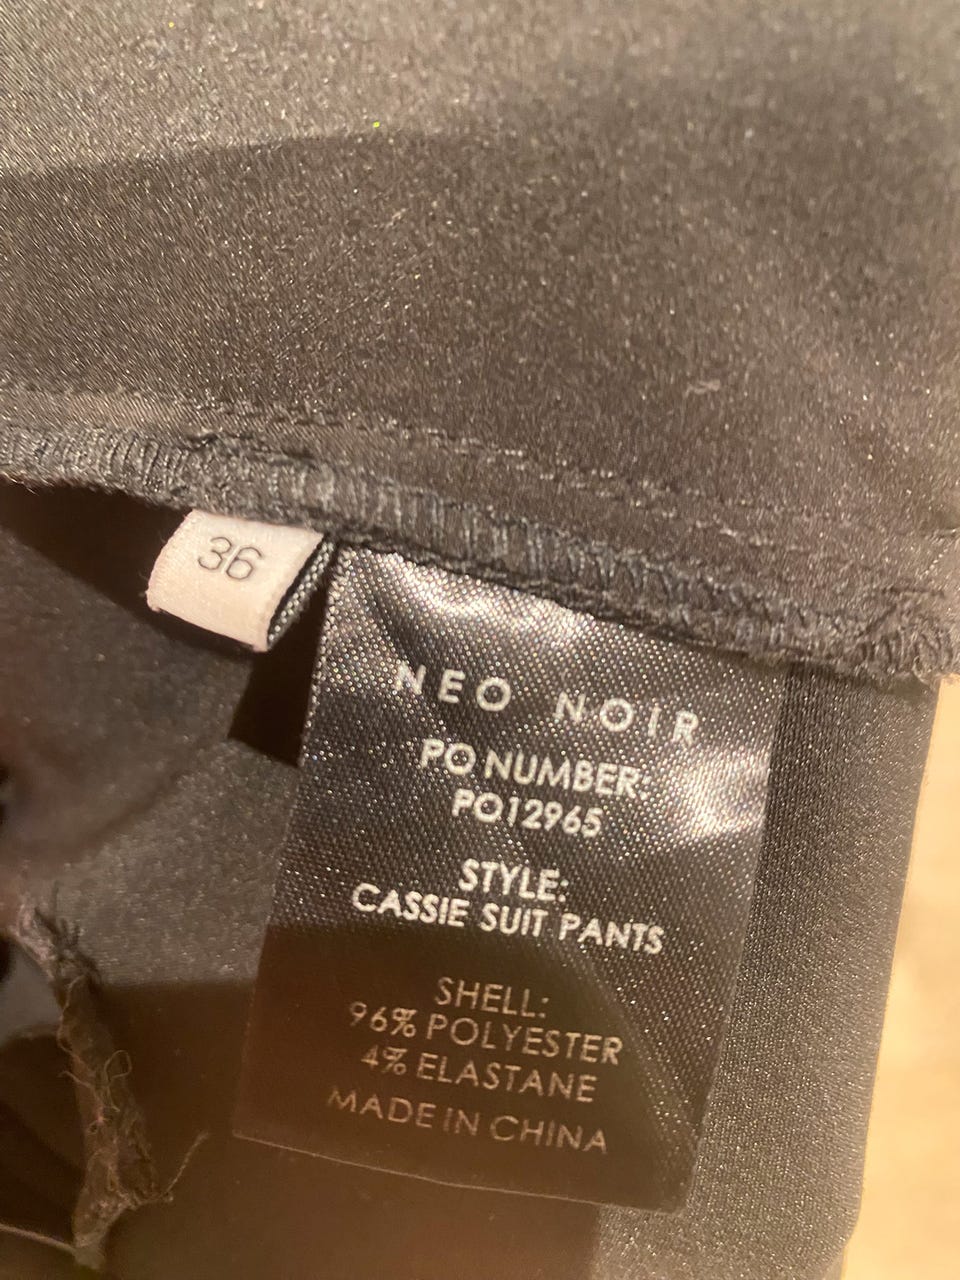 36
NEO NOIR
PO NUMBER:
PO12965
STYLE:
CASSIE SUIT PANTS
SHELL:
96% POLYESTER
4% ELASTANE
MADE IN CHINA